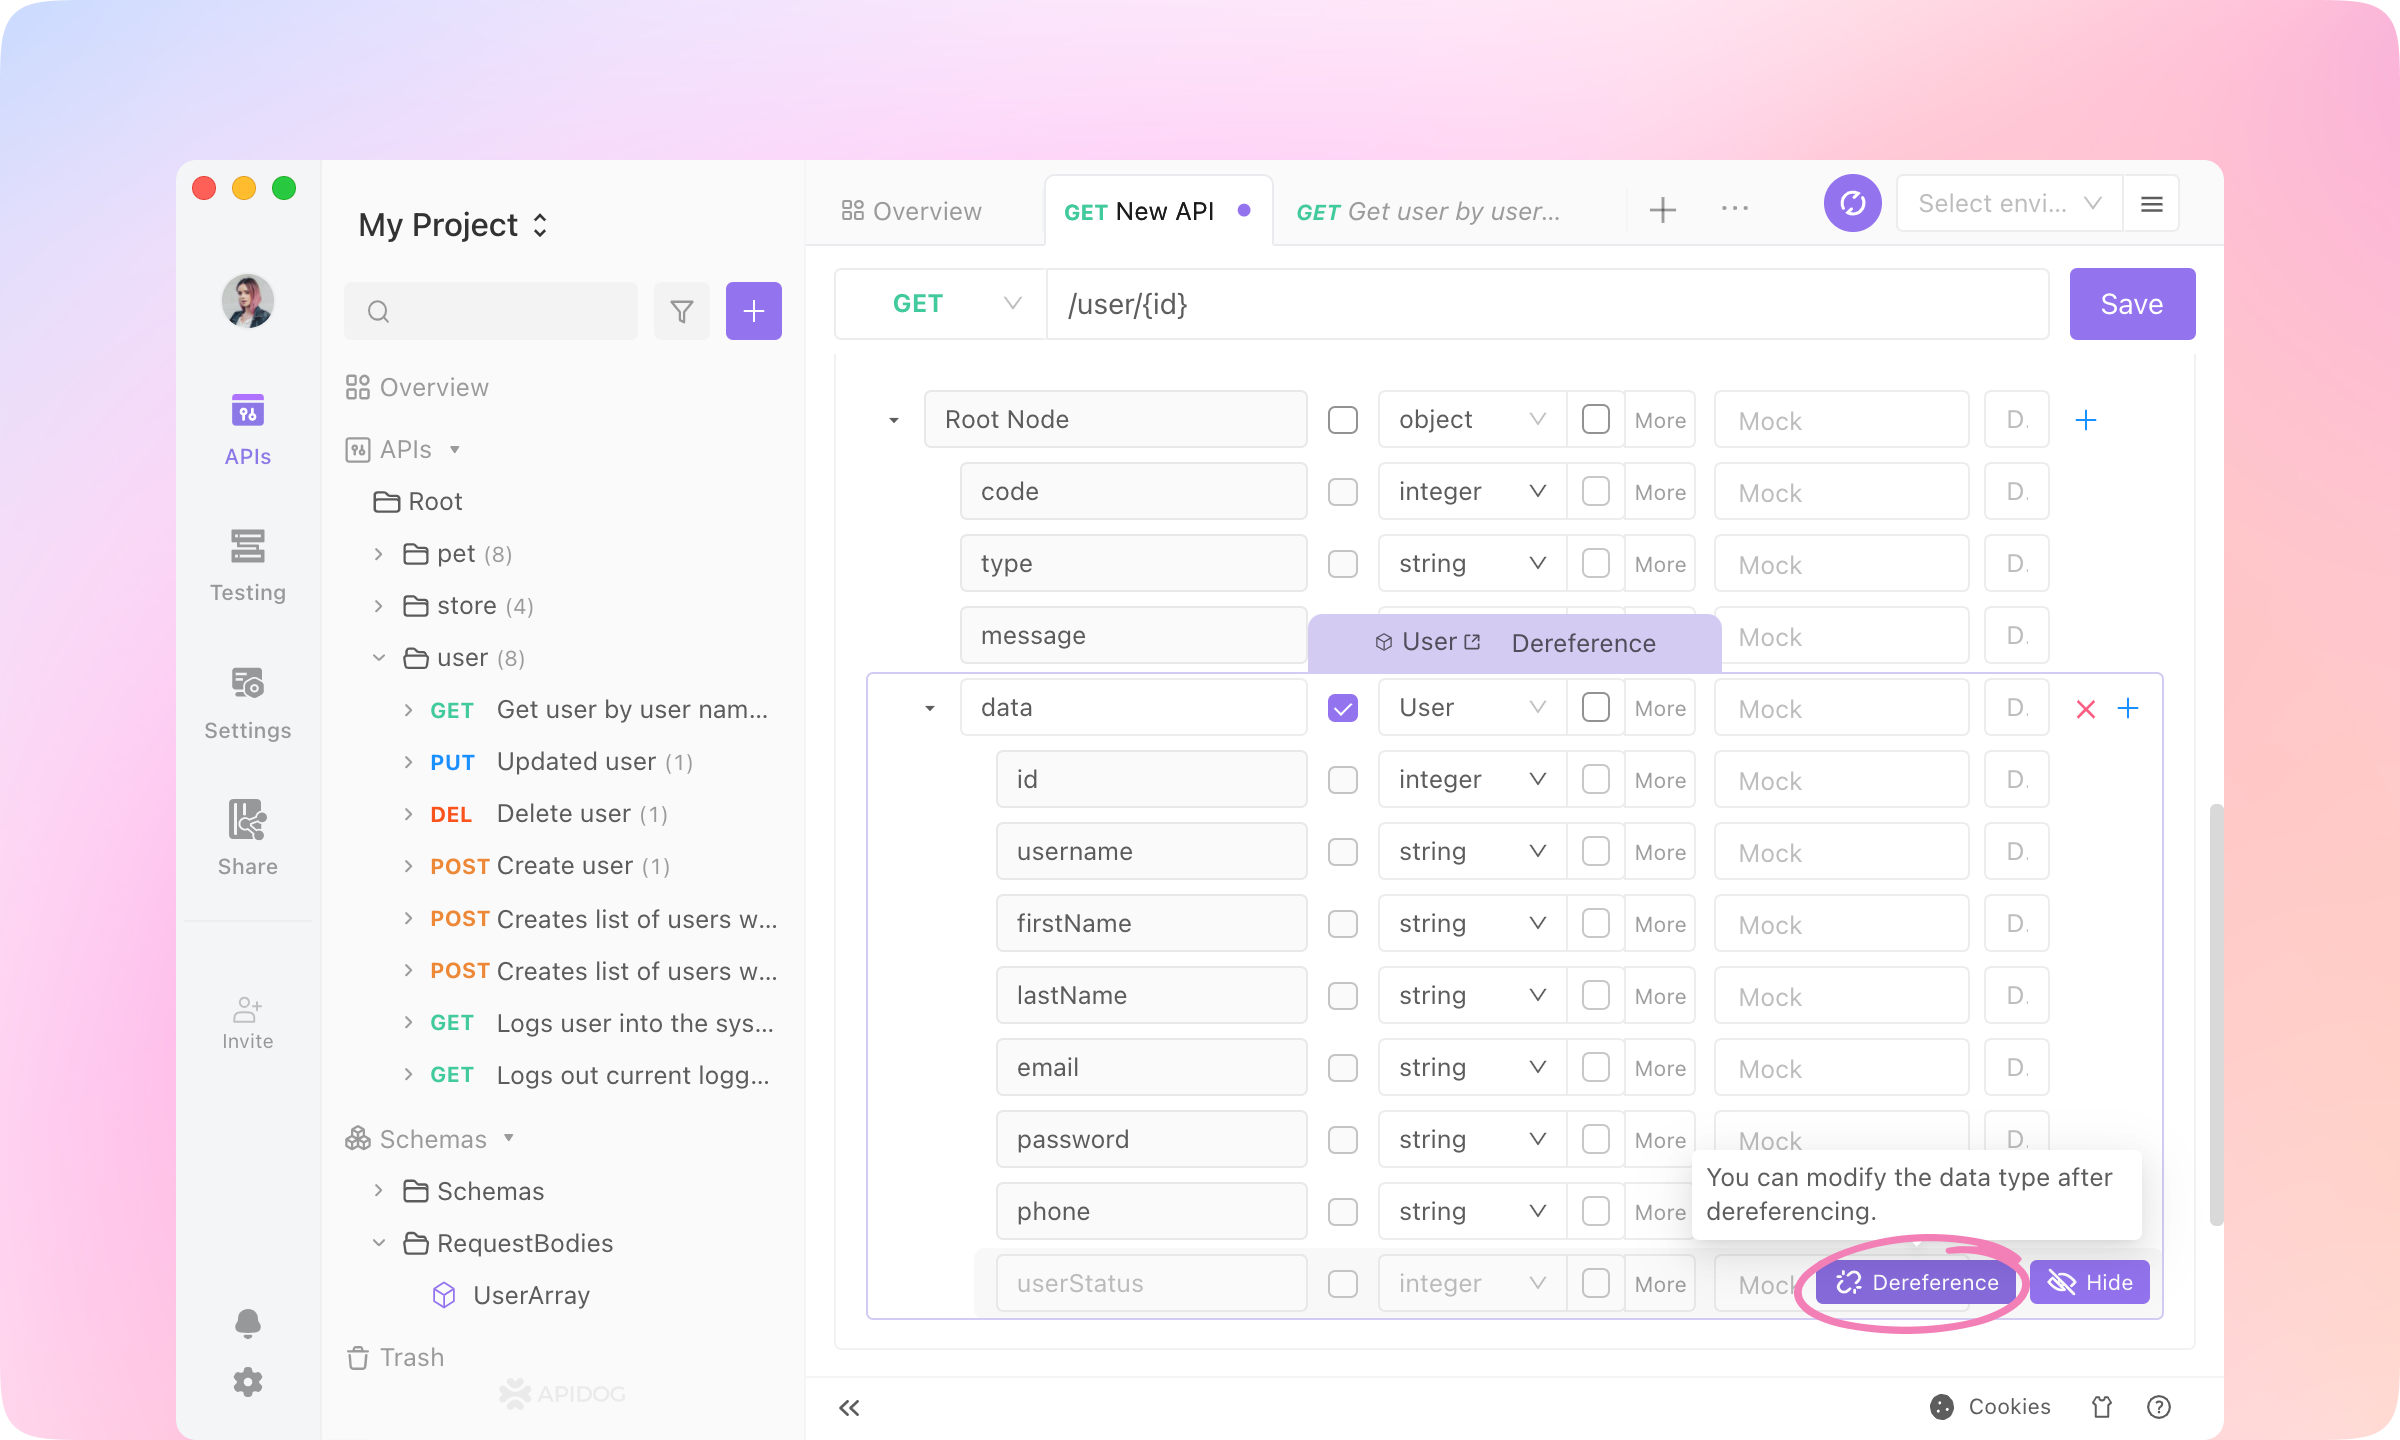 My Project
Overview
GET New API
GET Get user by user...
Select envi...
APIs
Testing
Settings
Share
Invite
Overview
APIs
Root
pet (8)
store (4)
user (8)
GET Get user by user nam...
PUT Updated user (1)
DEL Delete user (1)
POST Create user (1)
POST Creates list of users w...
POST Creates list of users w...
GET Logs user into the sys...
GET Logs out current logg...
Schemas
Schemas
RequestBodies
UserArray
Trash
APIDOG
GET /user/{id} Save
Root Node object More Mock D.
code integer More Mock D.
type string More Mock D.
message Mock D.
User Dereference
data User More Mock D.
id integer More Mock D.
username string More Mock D.
firstName string More Mock D.
lastName string More Mock D.
email string More Mock D.
password string More Mock D.
You can modify the data type after
dereferencing.
phone string More
userStatus integer More Mock Dereference Hide
Cookies